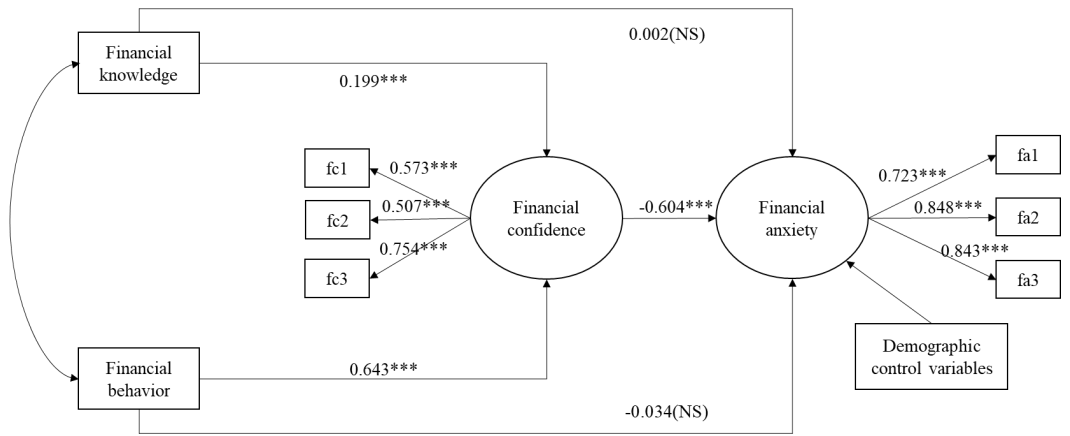 0.002(NS)
Financial
knowledge
0.199***
fc1
0.573***
fc2
0.507***
fc3
0.754***
Financial
confidence
-0.604***
Financial
anxiety
0.723***
fa1
0.848***
fa2
0.843***
fa3
Demographic
control variables
Financial
behavior
0.643***
-0.034(NS)